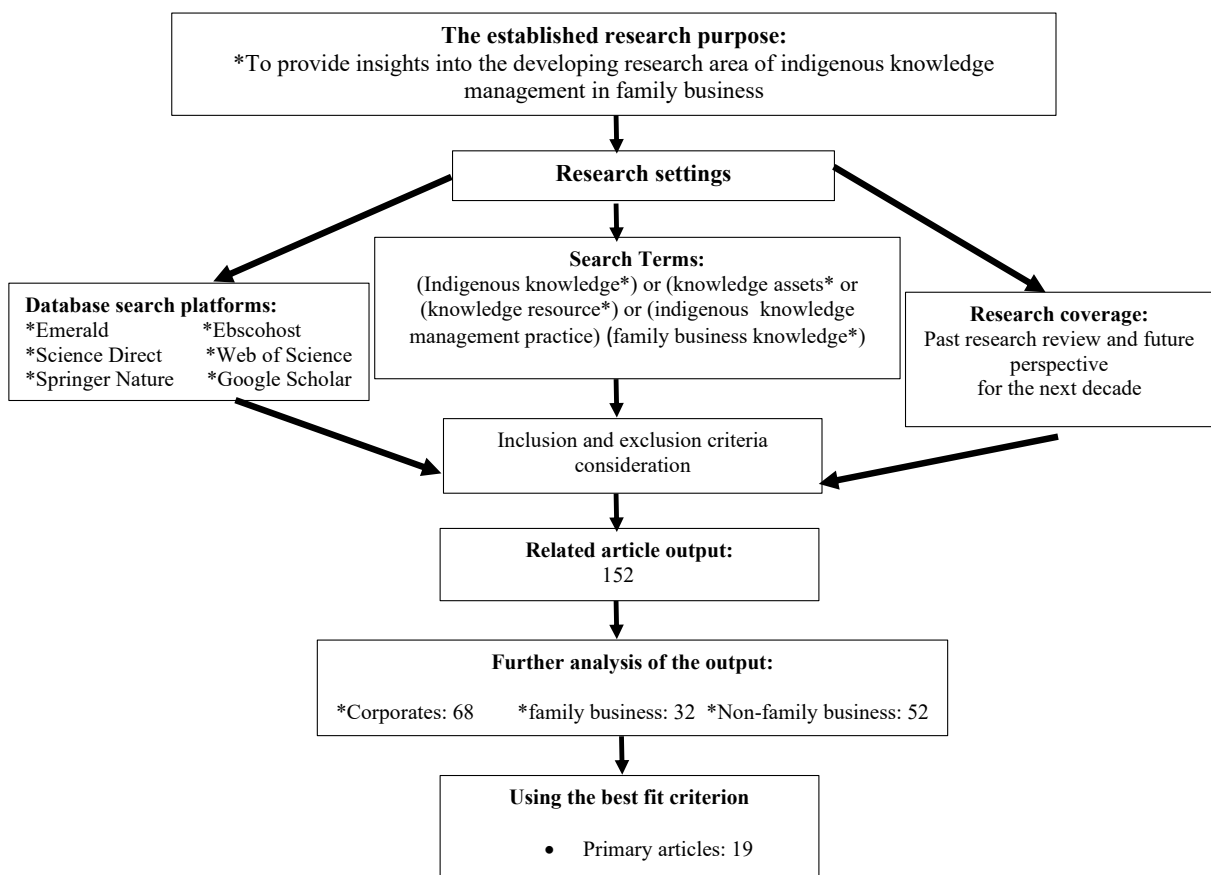 The established research purpose:
*To provide insights into the developing research area of indigenous knowledge
management in family business
Research settings
Database search platforms:
*Emerald *Ebscohost
*Science Direct *Web of Science
*Springer Nature *Google Scholar
Search Terms:
(Indigenous knowledge*) or (knowledge assets* or
(knowledge resource*) or (indigenous knowledge
management practice) (family business knowledge*)
Research coverage:
Past research review and future
perspective
for the next decade
Inclusion and exclusion criteria
consideration
Related article output:
152
Further analysis of the output:
*Corporates: 68 *family business: 32 *Non-family business: 52
Using the best fit criterion
• Primary articles: 19